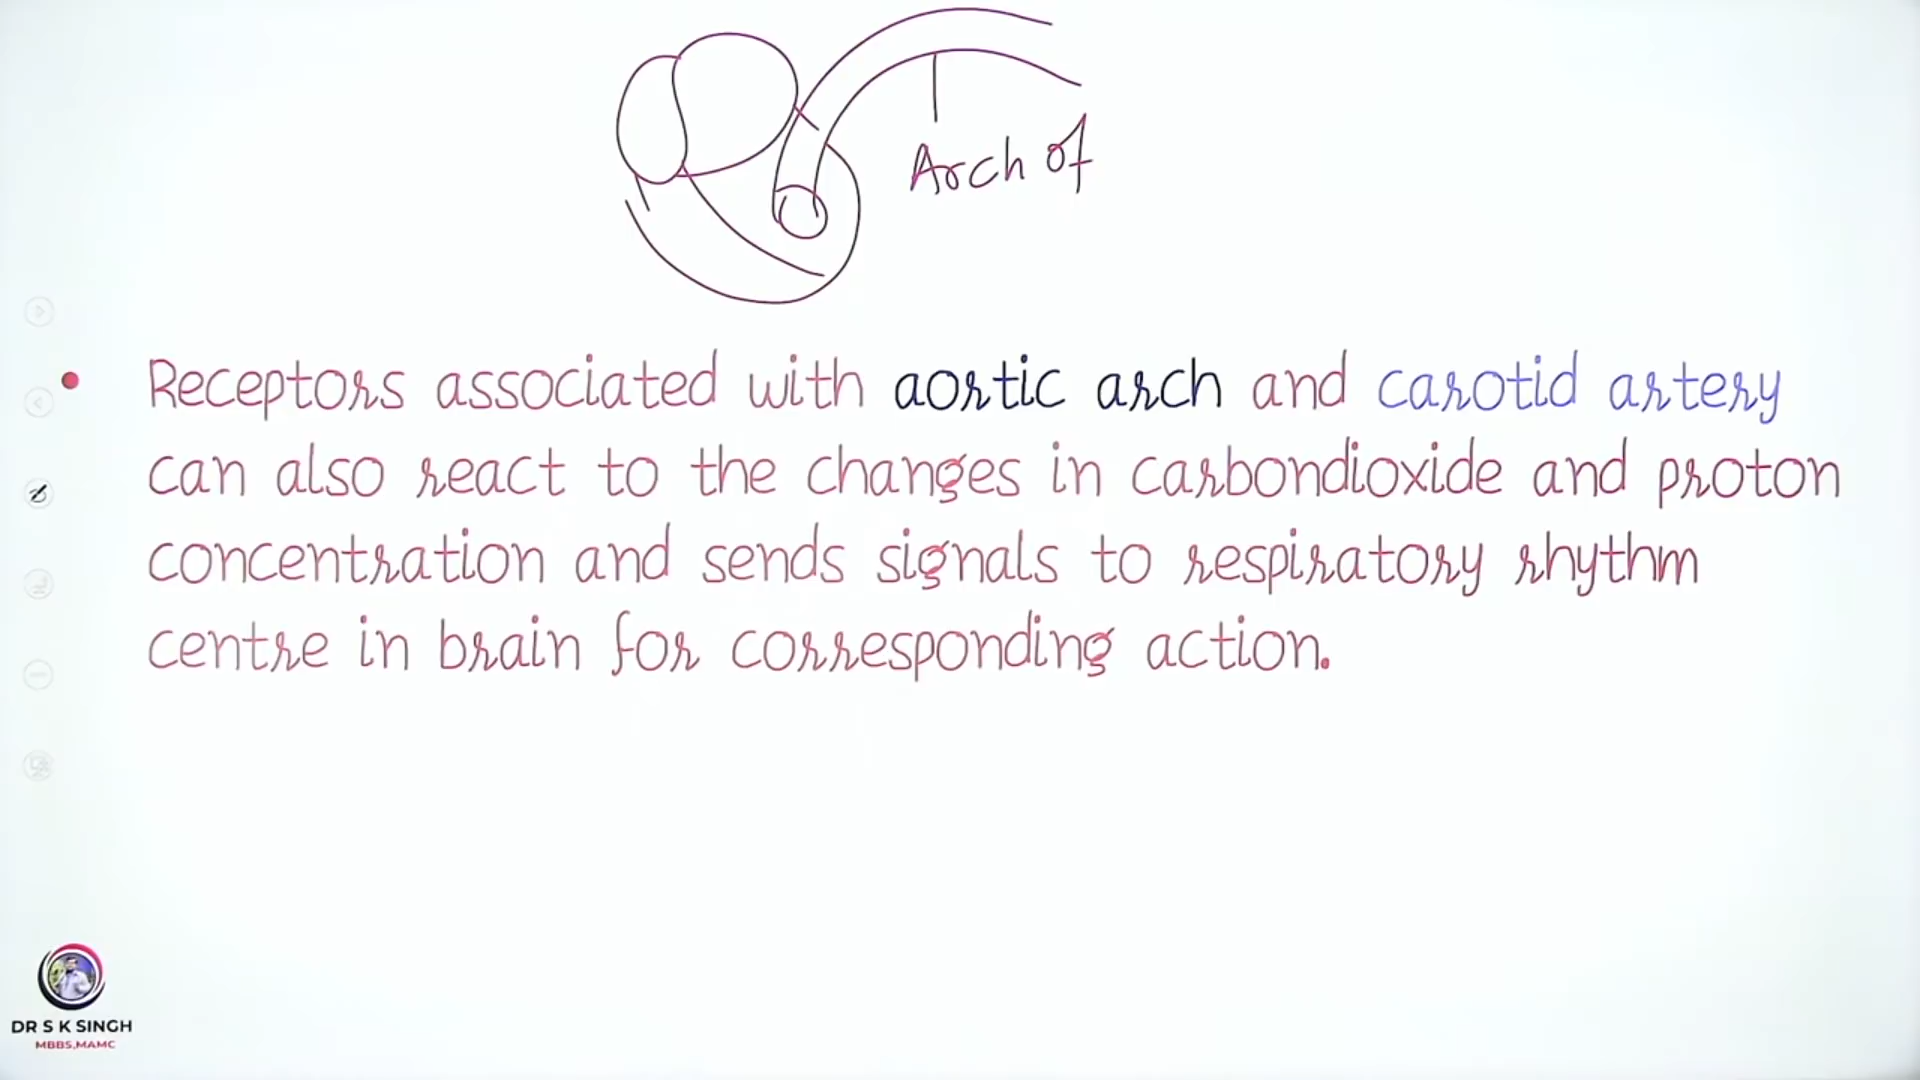 Arch of
• Receptors associated with aortic arch and carotid artery
can also react to the changes in carbondioxide and proton
concentration and sends signals to respiratory rhythm
centre in brain for corresponding action.
DR S K SINGH
MBBS,MAMC